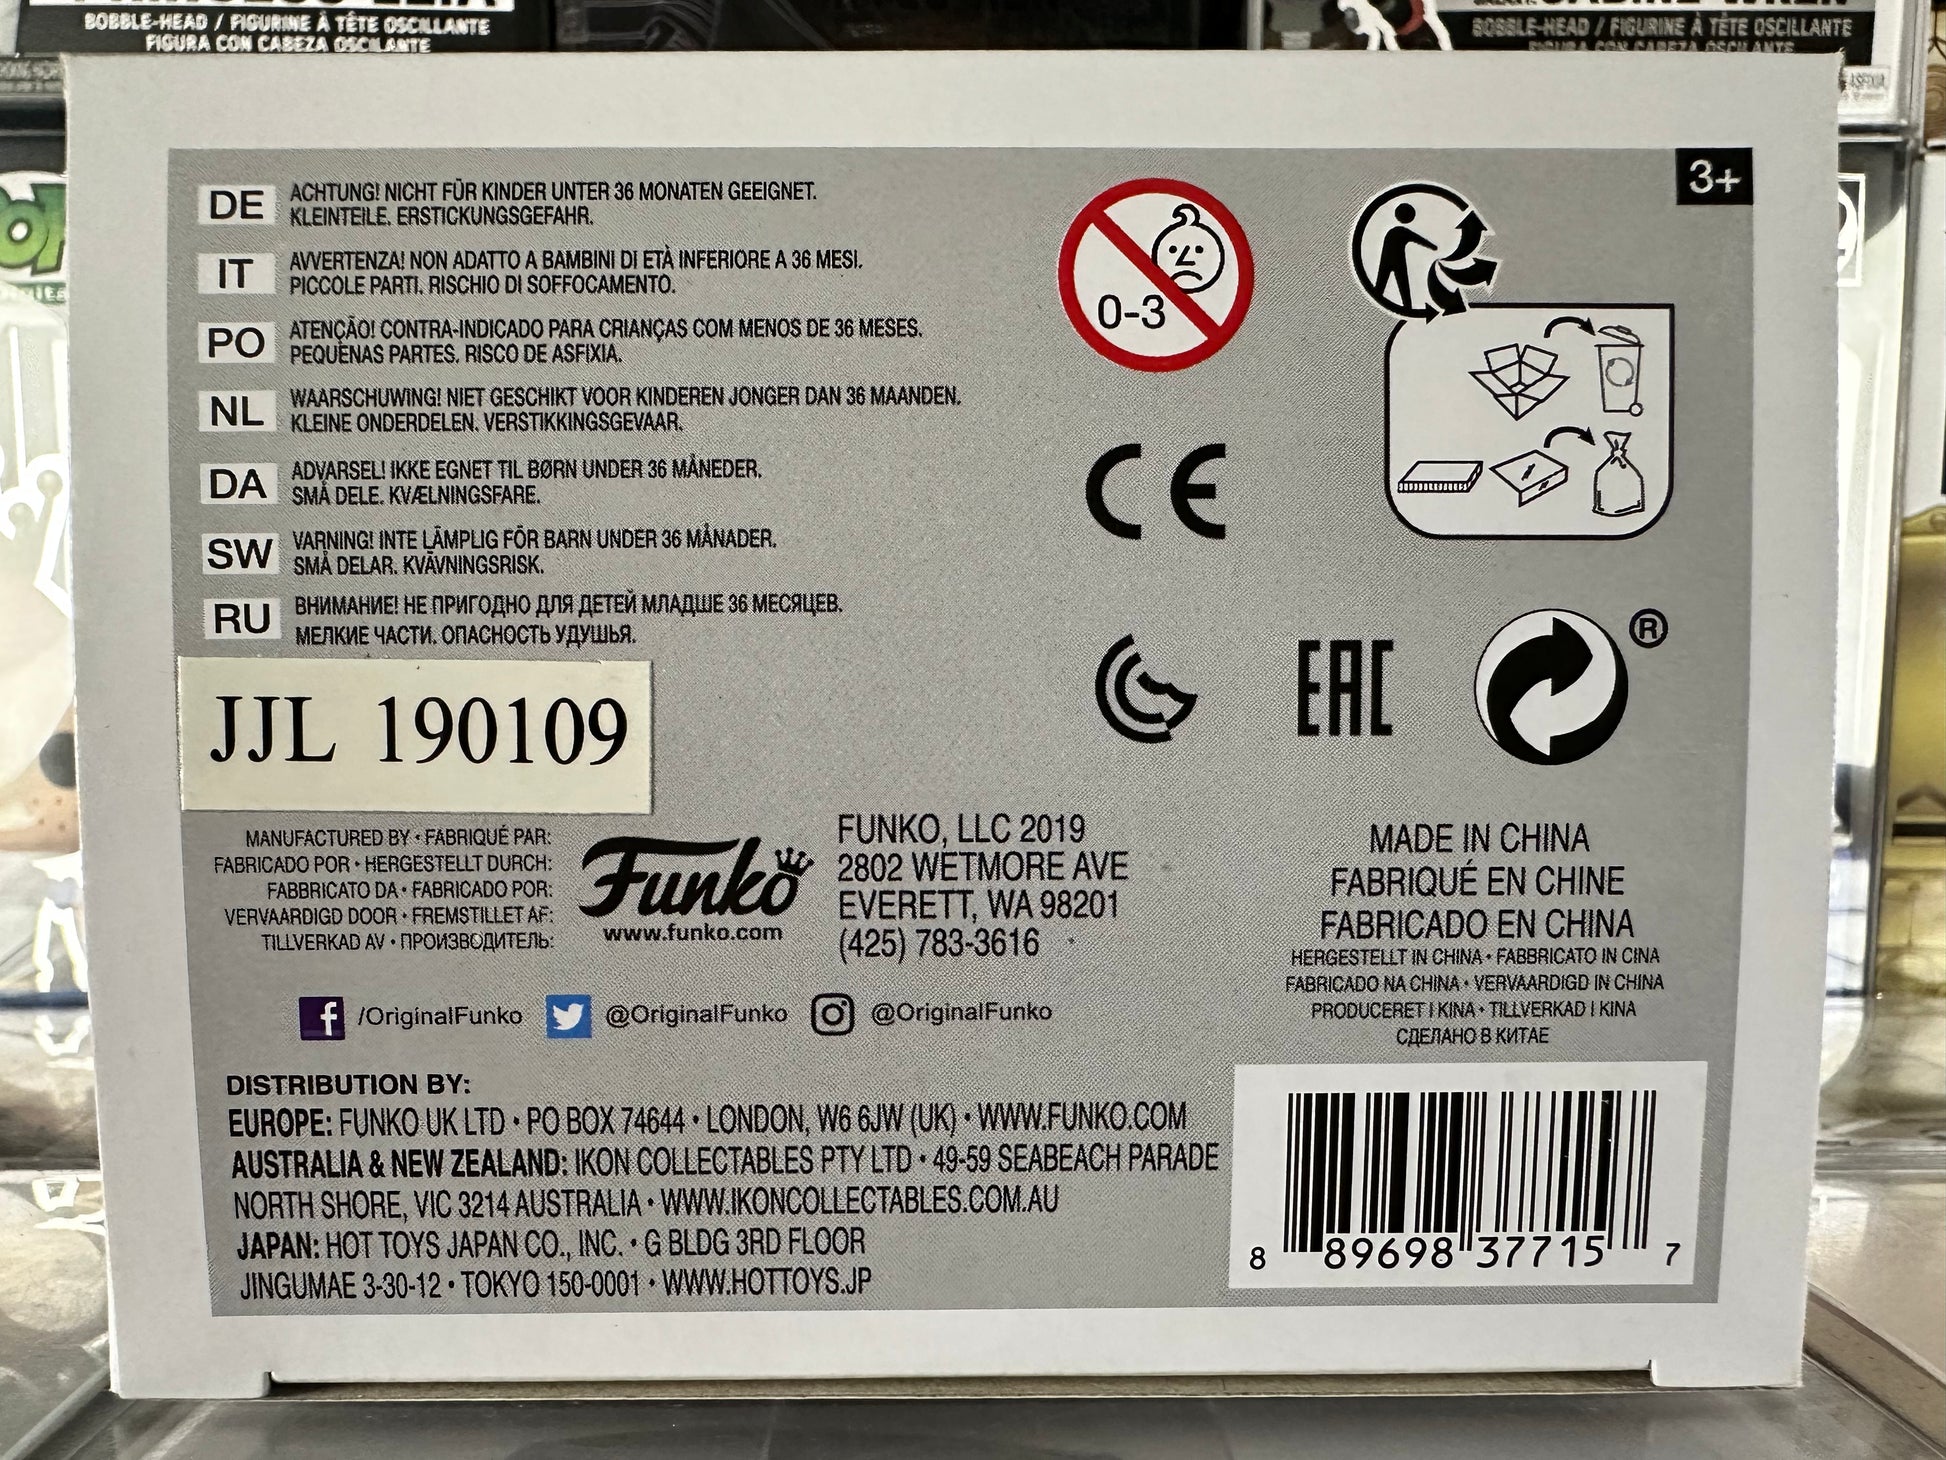 BOBBLE-HEAD / FIGURINE À TÊTE OSCILLANTE
FIGURA CON CABEZA OSCILANTE
BOBBLE-HEAD / FIGURINE À TÊTE OSCILLANTE
FIGURA CON CABEZA OSCILANTE
3+
DE
ACHTUNG! NICHT FÜR KINDER UNTER 36 MONATEN GEEIGNET.
KLEINTEILE. ERSTICKUNGSGEFAHR.
IT
AVVERTENZA! NON ADATTO A BAMBINI DI ETÀ INFERIORE A 36 MESI.
PICCOLE PARTI. RISCHIO DI SOFFOCAMENTO.
PO
ATENÇÃO! CONTRA-INDICADO PARA CRIANÇAS COM MENOS DE 36 MESES.
PEQUENAS PARTES. RISCO DE ASFIXIA.
NL
WAARSCHUWING! NIET GESCHIKT VOOR KINDEREN JONGER DAN 36 MAANDEN.
KLEINE ONDERDELEN. VERSTIKKINGSGEVAAR.
DA
ADVARSEL! IKKE EGNET TIL BØRN UNDER 36 MÅNEDER.
SMÅ DELE. KVÆLNINGSFARE.
SW
VARNING! INTE LÄMPLIG FÖR BARN UNDER 36 MÅNADER.
SMÅ DELAR. KVÄVNINGSRISK.
RU
ВНИМАНИЕ! НЕ ПРИГОДНО ДЛЯ ДЕТЕЙ МЛАДШЕ 36 МЕСЯЦЕВ.
МЕЛКИЕ ЧАСТИ. ОПАСНОСТЬ УДУШЬЯ.
0-3
CE
EAC
®
JJL 190109
MANUFACTURED BY • FABRIQUÉ PAR:
FABRICADO POR • HERGESTELLT DURCH:
FABBRICATO DA • FABRICADO POR:
VERVAARDIGD DOOR • FREMSTILLET AF:
TILLVERKAD AV • ПРОИЗВОДИТЕЛЬ:
Funko
www.funko.com
FUNKO, LLC 2019
2802 WETMORE AVE
EVERETT, WA 98201
(425) 783-3616
MADE IN CHINA
FABRIQUÉ EN CHINE
FABRICADO EN CHINA
HERGESTELLT IN CHINA • FABBRICATO IN CINA
FABRICADO NA CHINA • VERVAARDIGD IN CHINA
PRODUCERET I KINA • TILLVERKAD I KINA
СДЕЛАНО В КИТАЕ
/OriginalFunko @OriginalFunko @OriginalFunko
DISTRIBUTION BY:
EUROPE: FUNKO UK LTD • PO BOX 74644 • LONDON, W6 6JW (UK) • WWW.FUNKO.COM
AUSTRALIA & NEW ZEALAND: IKON COLLECTABLES PTY LTD • 49-59 SEABEACH PARADE
NORTH SHORE, VIC 3214 AUSTRALIA • WWW.IKONCOLLECTABLES.COM.AU
JAPAN: HOT TOYS JAPAN CO., INC. • G BLDG 3RD FLOOR
JINGUMAE 3-30-12 • TOKYO 150-0001 • WWW.HOTTOYS.JP
8 89698 37715 7